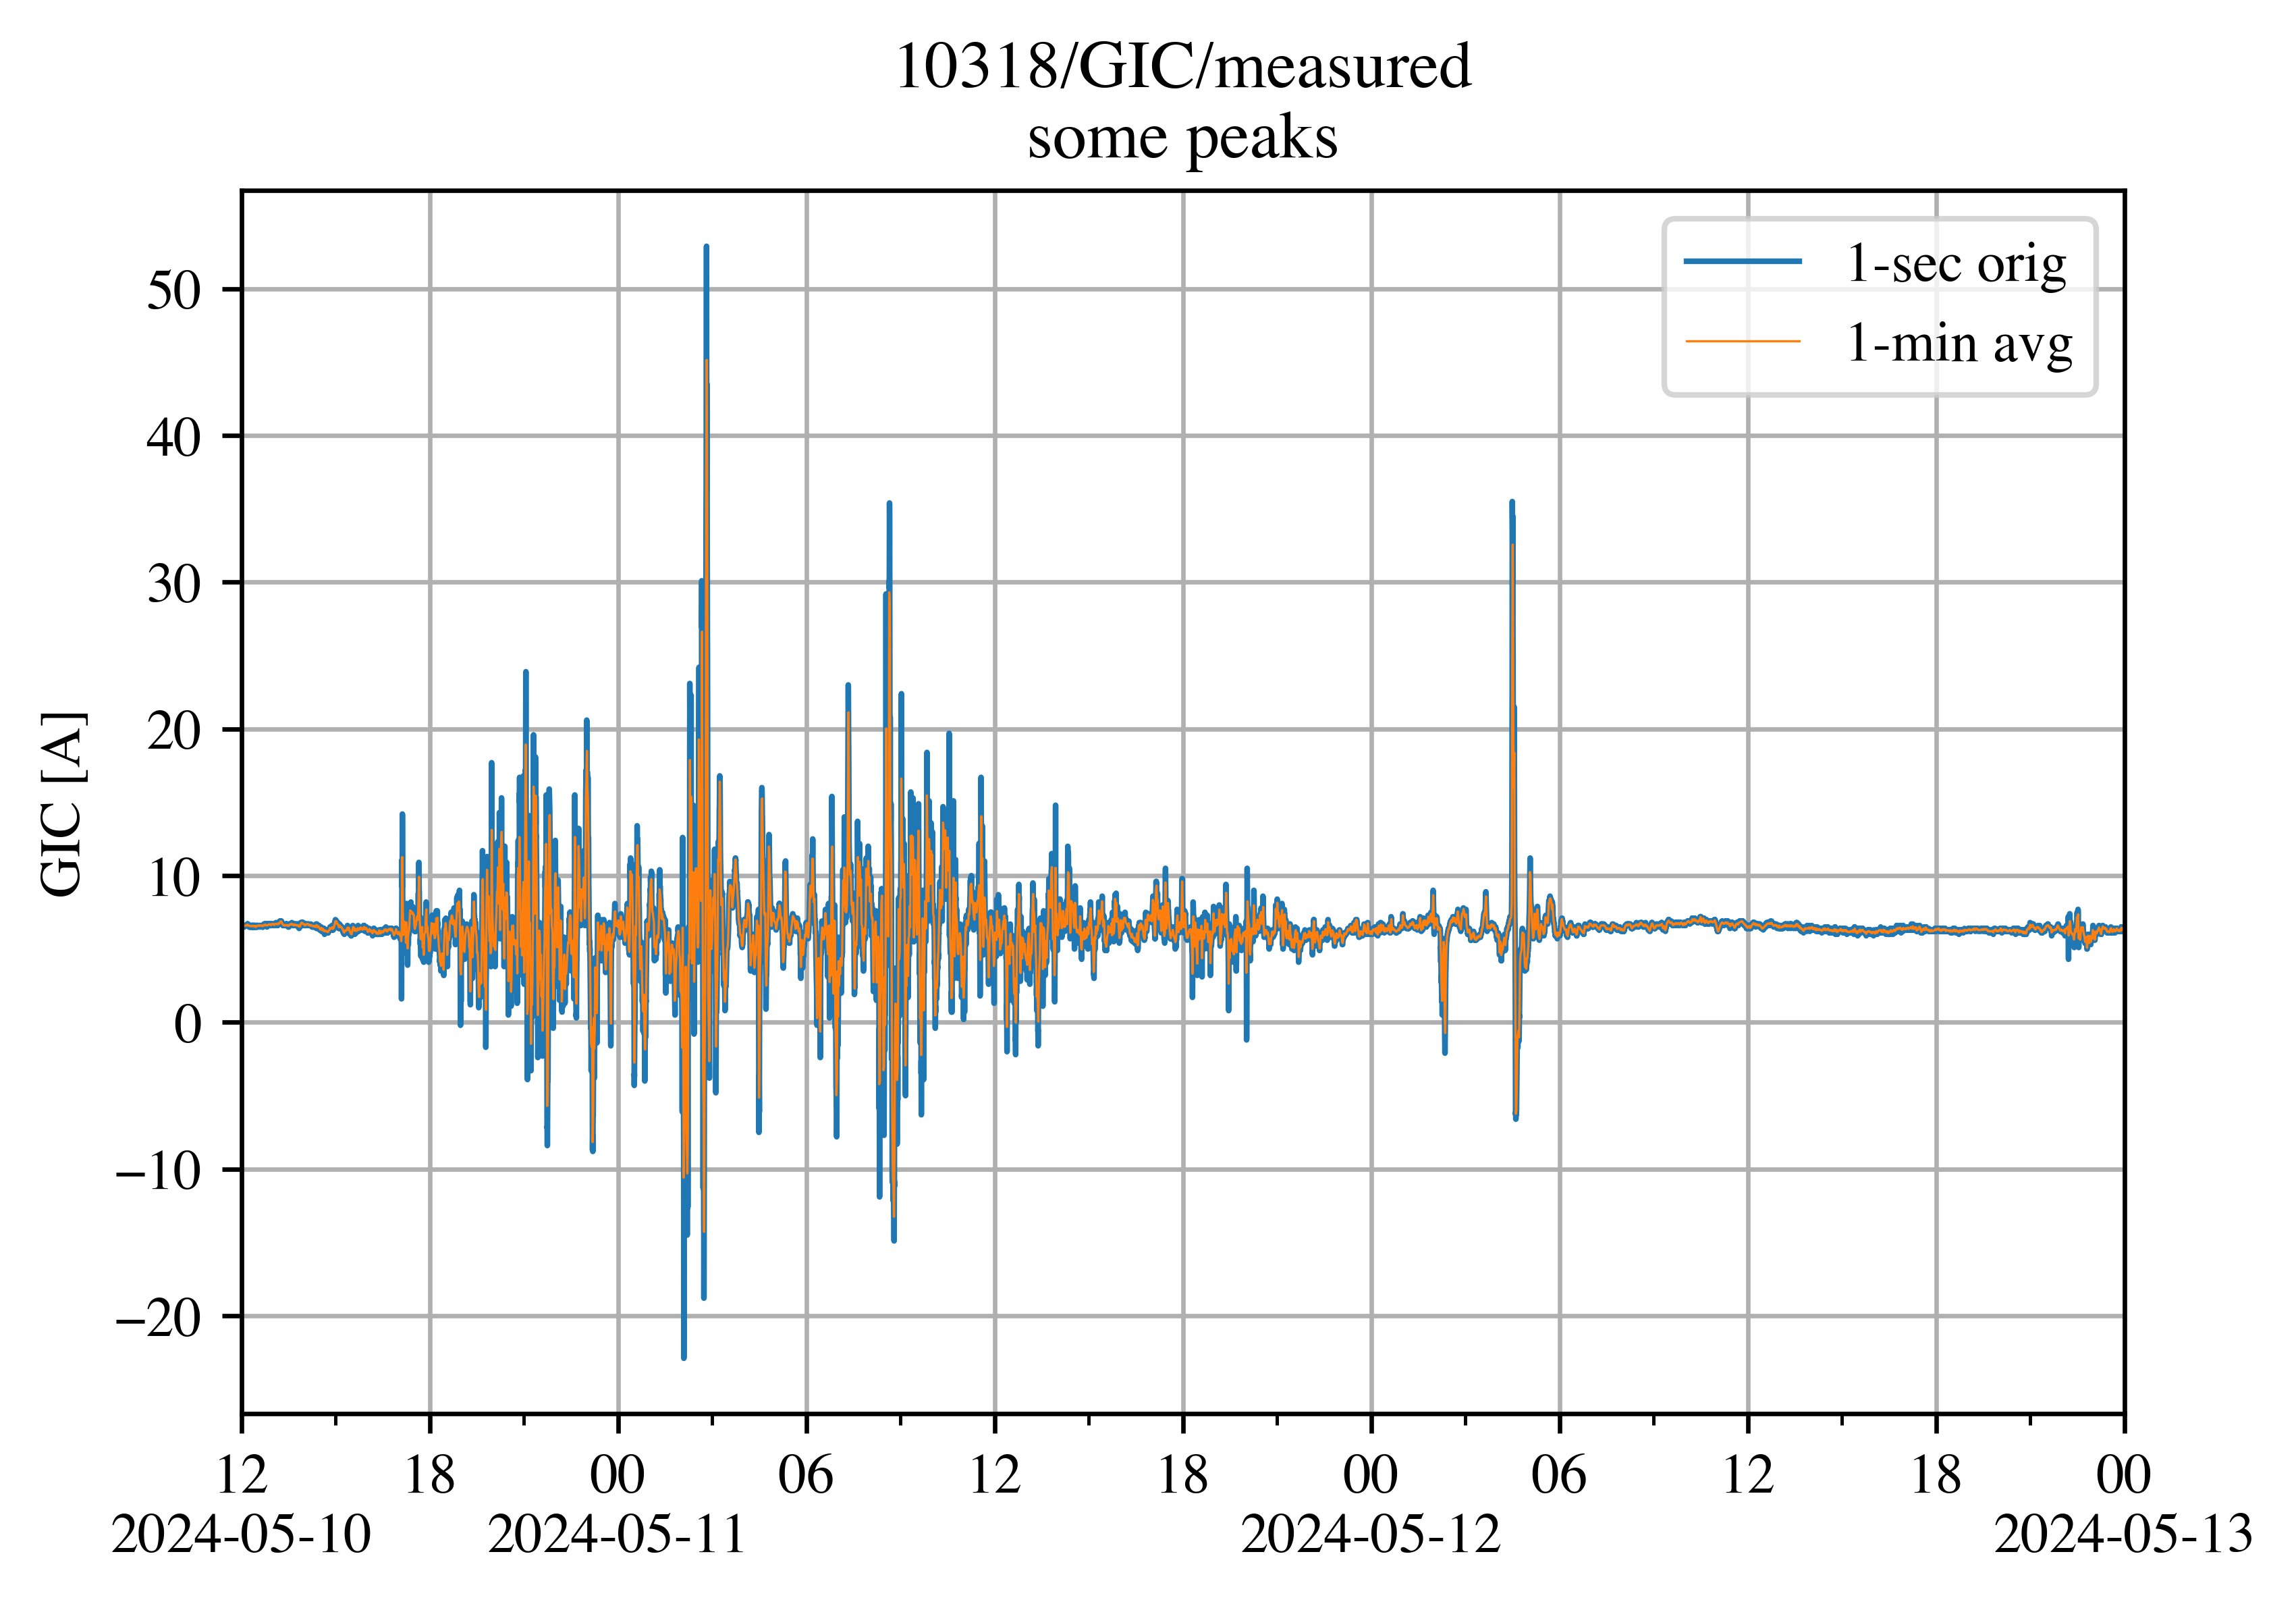 10318/GIC/measured
some peaks
1-sec orig
1-min avg
GIC [A]
50
40
30
20
10
0
−10
−20
12 18 00 06 12 18 00 06 12 18 00
2024-05-10 2024-05-11 2024-05-12 2024-05-13